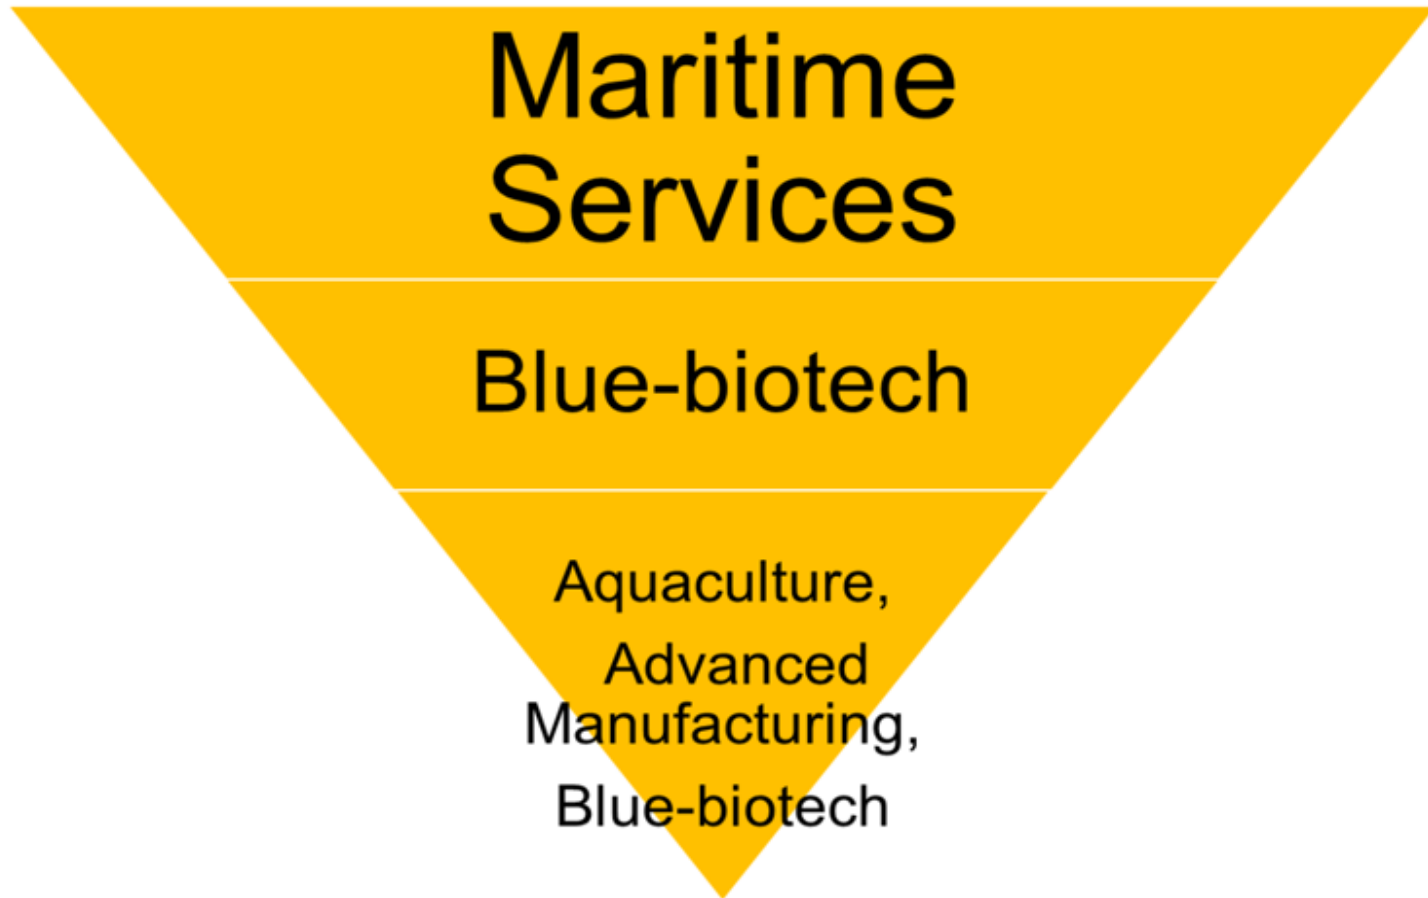 Maritime
Services
Blue-biotech
Aquaculture,
Advanced
Manufacturing,
Blue-biotech